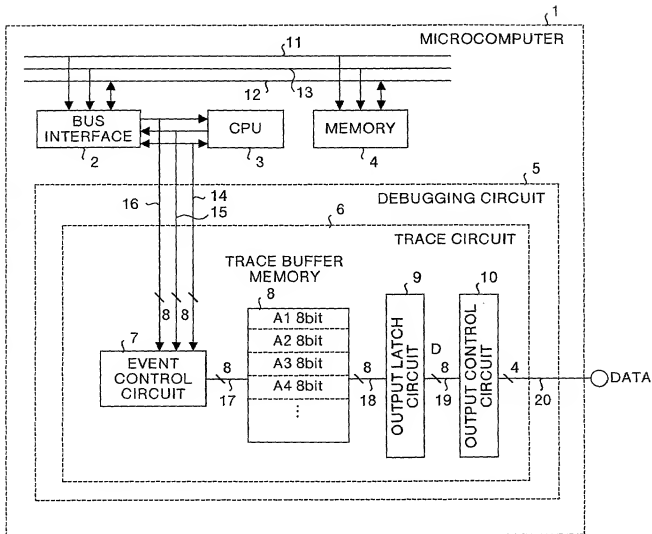 1
MICROCOMPUTER
11
12
13
BUS
INTERFACE
2
CPU
3
MEMORY
4
5
DEBUGGING CIRCUIT
16
14
15
6
TRACE CIRCUIT
TRACE BUFFER
MEMORY
8
8 8
7
EVENT
CONTROL
CIRCUIT
8
17
A1 8bit
A2 8bit
A3 8bit
A4 8bit
⋮
8
18
9
OUTPUT LATCH
CIRCUIT
D
8
19
10
OUTPUT CONTROL
CIRCUIT
4
20
DATA